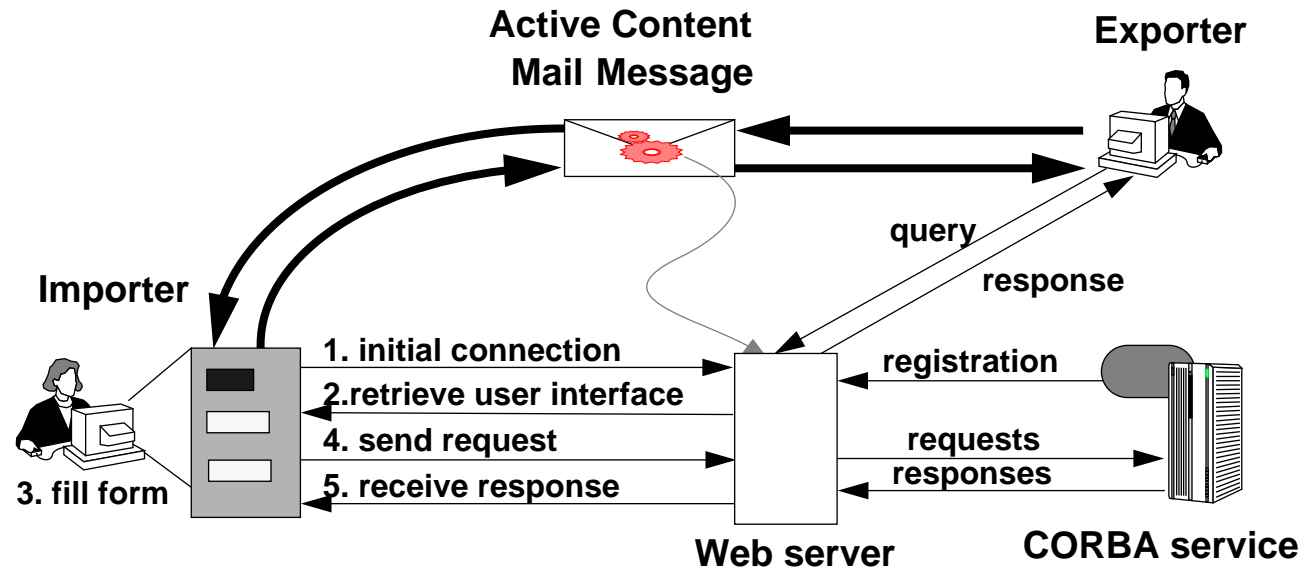 Active Content
Mail Message
Exporter
query
response
Importer
1. initial connection
2.retrieve user interface
3. fill form
4. send request
5. receive response
registration
requests
responses
Web server
CORBA service